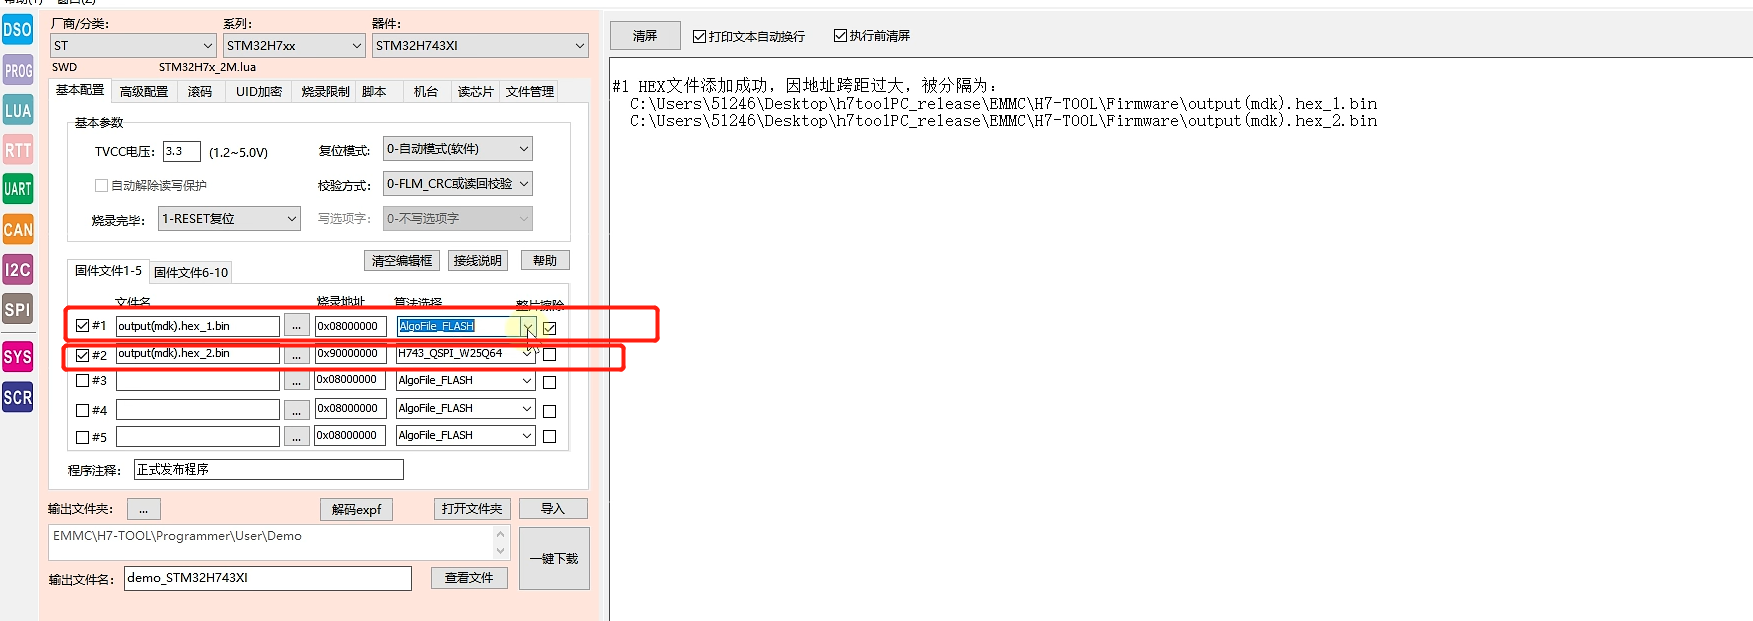 帮助(1) 窗口(2)
DSO
PROG
LUA
RTT
UART
CAN
I2C
SPI
SYS
SCR
厂商/分类: 系列: 器件:
ST STM32H7xx STM32H743XI
SWD STM32H7x_2M.lua
基本配置 高级配置 滚码 UID加密 烧录限制 脚本 机台 读芯片 文件管理
基本参数
TVCC电压: 3.3 (1.2~5.0V) 复位模式: 0-自动模式(软件)
自动解除读写保护 校验方式: 0-FLM_CRC或读回校验
烧录完毕: 1-RESET复位 写选项字: 0-不写选项字
清空编辑框 接线说明 帮助
固件文件1-5 固件文件6-10
文件名 烧录地址 算法选择 整片擦除
#1 output(mdk).hex_1.bin ... 0x08000000 AlgoFile_FLASH
#2 output(mdk).hex_2.bin ... 0x90000000 H743_QSPI_W25Q64
#3 ... 0x08000000 AlgoFile_FLASH
#4 ... 0x08000000 AlgoFile_FLASH
#5 ... 0x08000000 AlgoFile_FLASH
程序注释: 正式发布程序
输出文件夹: ... 解码expf 打开文件夹 导入
EMMC\H7-TOOL\Programmer\User\Demo
一键下载
输出文件名: demo_STM32H743XI 查看文件
清屏 打印文本自动换行 执行前清屏
#1 HEX文件添加成功，因地址跨距过大，被分隔为:
C:\Users\51246\Desktop\h7toolPC_release\EMMC\H7-TOOL\Firmware\output(mdk).hex_1.bin
C:\Users\51246\Desktop\h7toolPC_release\EMMC\H7-TOOL\Firmware\output(mdk).hex_2.bin